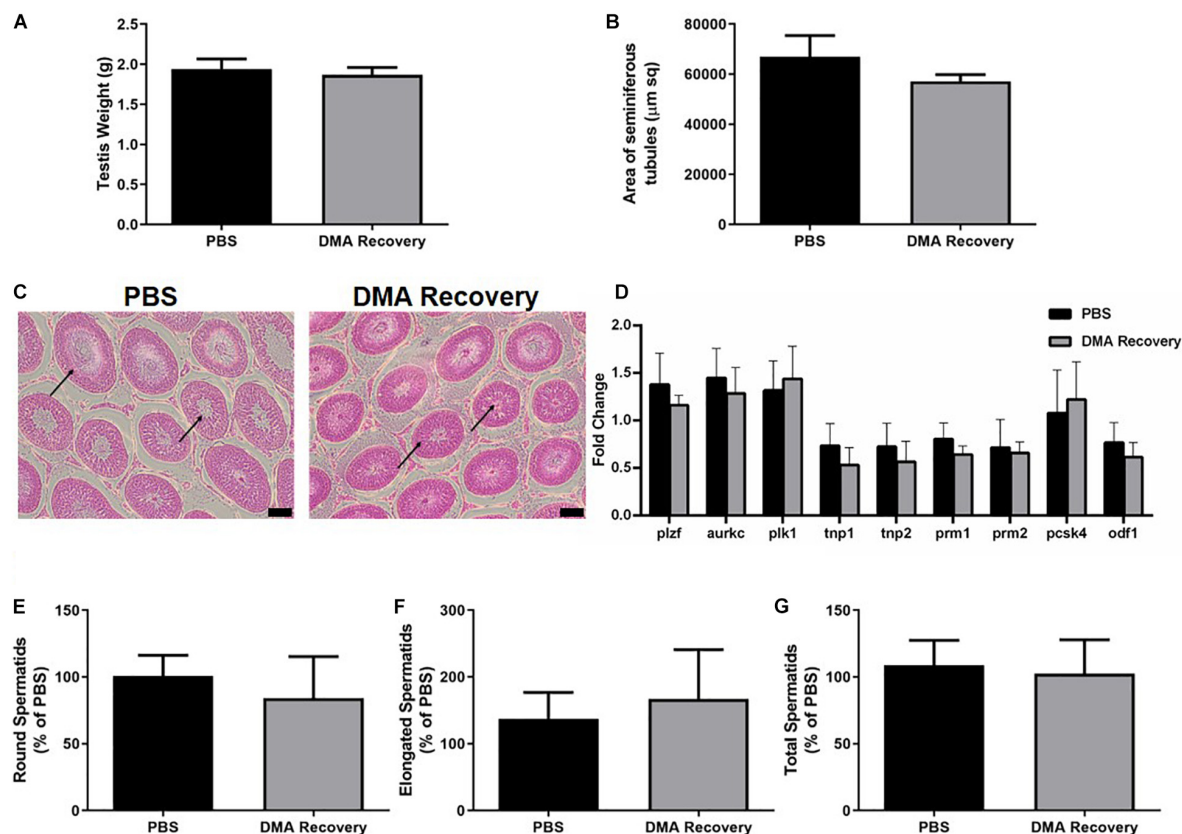 A
Testis Weight (g)
2.5
2.0
1.5
1.0
0.5
0.0
PBS
DMA Recovery
B
Area of seminiferous
tubules (µm sq)
80000
60000
40000
20000
0
PBS
DMA Recovery
C
PBS
DMA Recovery
D
Fold Change
2.0
1.5
1.0
0.5
0.0
PBS
DMA Recovery
plzf
aurkc
plk1
tnp1
tnp2
prm1
prm2
pcsk4
odf1
E
Round Spermatids
(% of PBS)
150
100
50
0
PBS
DMA Recovery
F
Elongated Spermatids
(% of PBS)
300
200
100
0
PBS
DMA Recovery
G
Total Spermatids
(% of PBS)
150
100
50
0
PBS
DMA Recovery